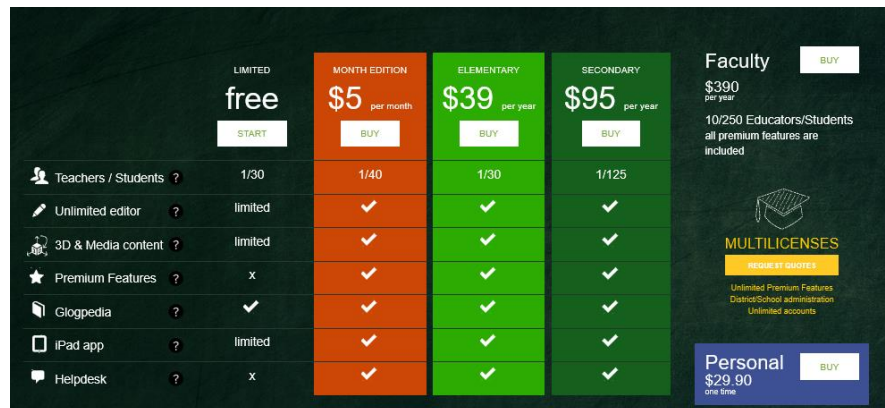 LIMITED
free
START
MONTH EDITION
$5 per month
BUY
ELEMENTARY
$39 per year
BUY
SECONDARY
$95 per year
BUY
Teachers / Students ? 1/30 1/40 1/30 1/125
Unlimited editor ? limited
3D & Media content ? limited
Premium Features ? x
Glogpedia ?
iPad app ? limited
Helpdesk ? x
Faculty BUY
$390
per year
10/250 Educators/Students
all premium features are
included
MULTILICENSES
REQUEST QUOTES
Unlimited Premium Features
District/School administration
Unlimited accounts
Personal BUY
$29.90
one time